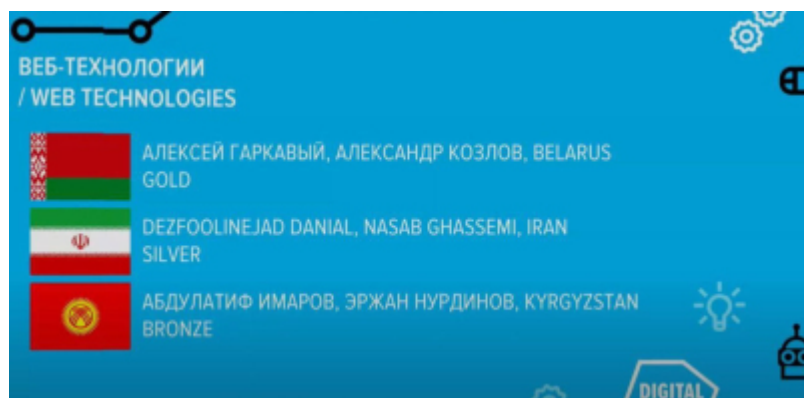 ВЕБ-ТЕХНОЛОГИИ
/ WEB TECHNOLOGIES
АЛЕКСЕЙ ГАРКАВЫЙ, АЛЕКСАНДР КОЗЛОВ, BELARUS
GOLD
DEZFOOLINEJAD DANIAL, NASAB GHASSEMI, IRAN
SILVER
АБДУЛАТИФ ИМАРОВ, ЭРЖАН НУРДИНОВ, KYRGYZSTAN
BRONZE
DIGITAL